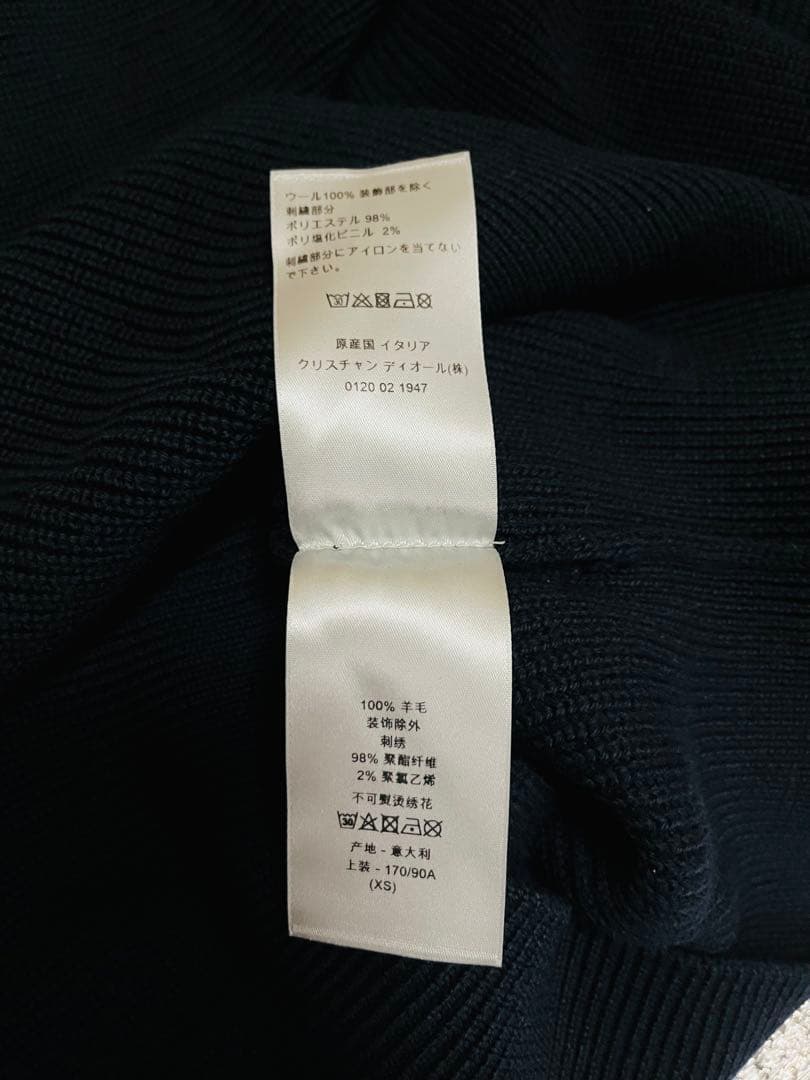 ウール100% 装飾部を除く
刺繍部分
ポリエステル 98%
ポリ塩化ビニル 2%
刺繍部分にアイロンを当てない
で下さい。
30
原産国 イタリア
クリスチャン ディオール(株)
0120 02 1947
100% 羊毛
装饰除外
刺绣
98% 聚酯纤维
2% 聚氯乙烯
不可熨烫绣花
30
产地 - 意大利
上装 - 170/90A
(XS)